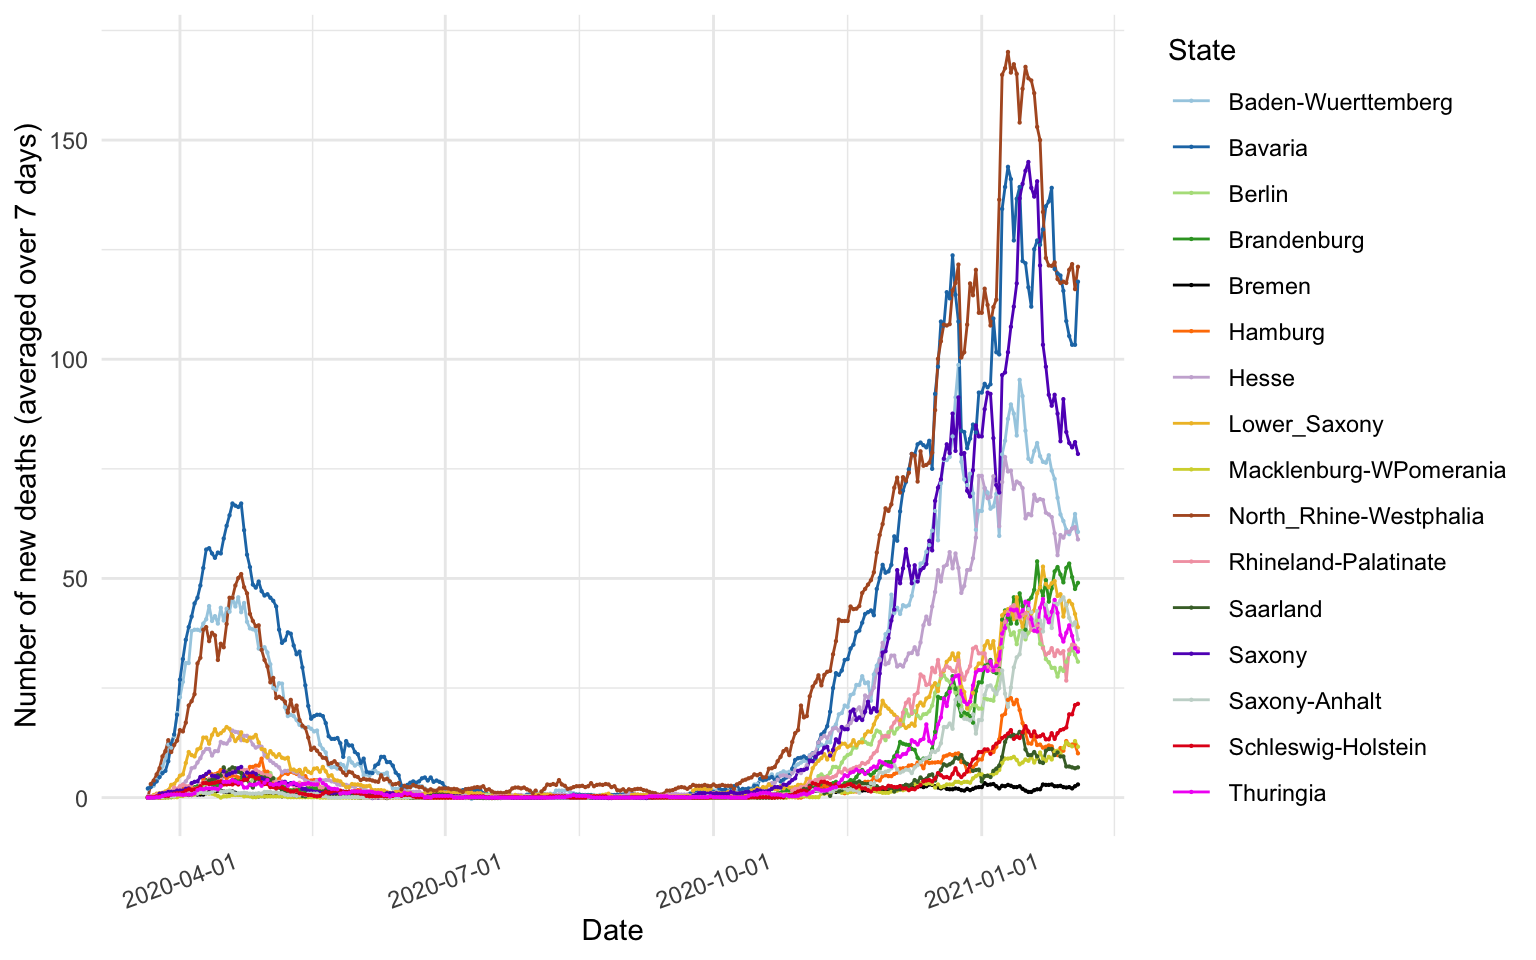 Number of new deaths (averaged over 7 days)
150
100
50
0
2020-04-01
2020-07-01
2020-10-01
2021-01-01
Date
State
Baden-Wuerttemberg
Bavaria
Berlin
Brandenburg
Bremen
Hamburg
Hesse
Lower_Saxony
Macklenburg-WPomerania
North_Rhine-Westphalia
Rhineland-Palatinate
Saarland
Saxony
Saxony-Anhalt
Schleswig-Holstein
Thuringia